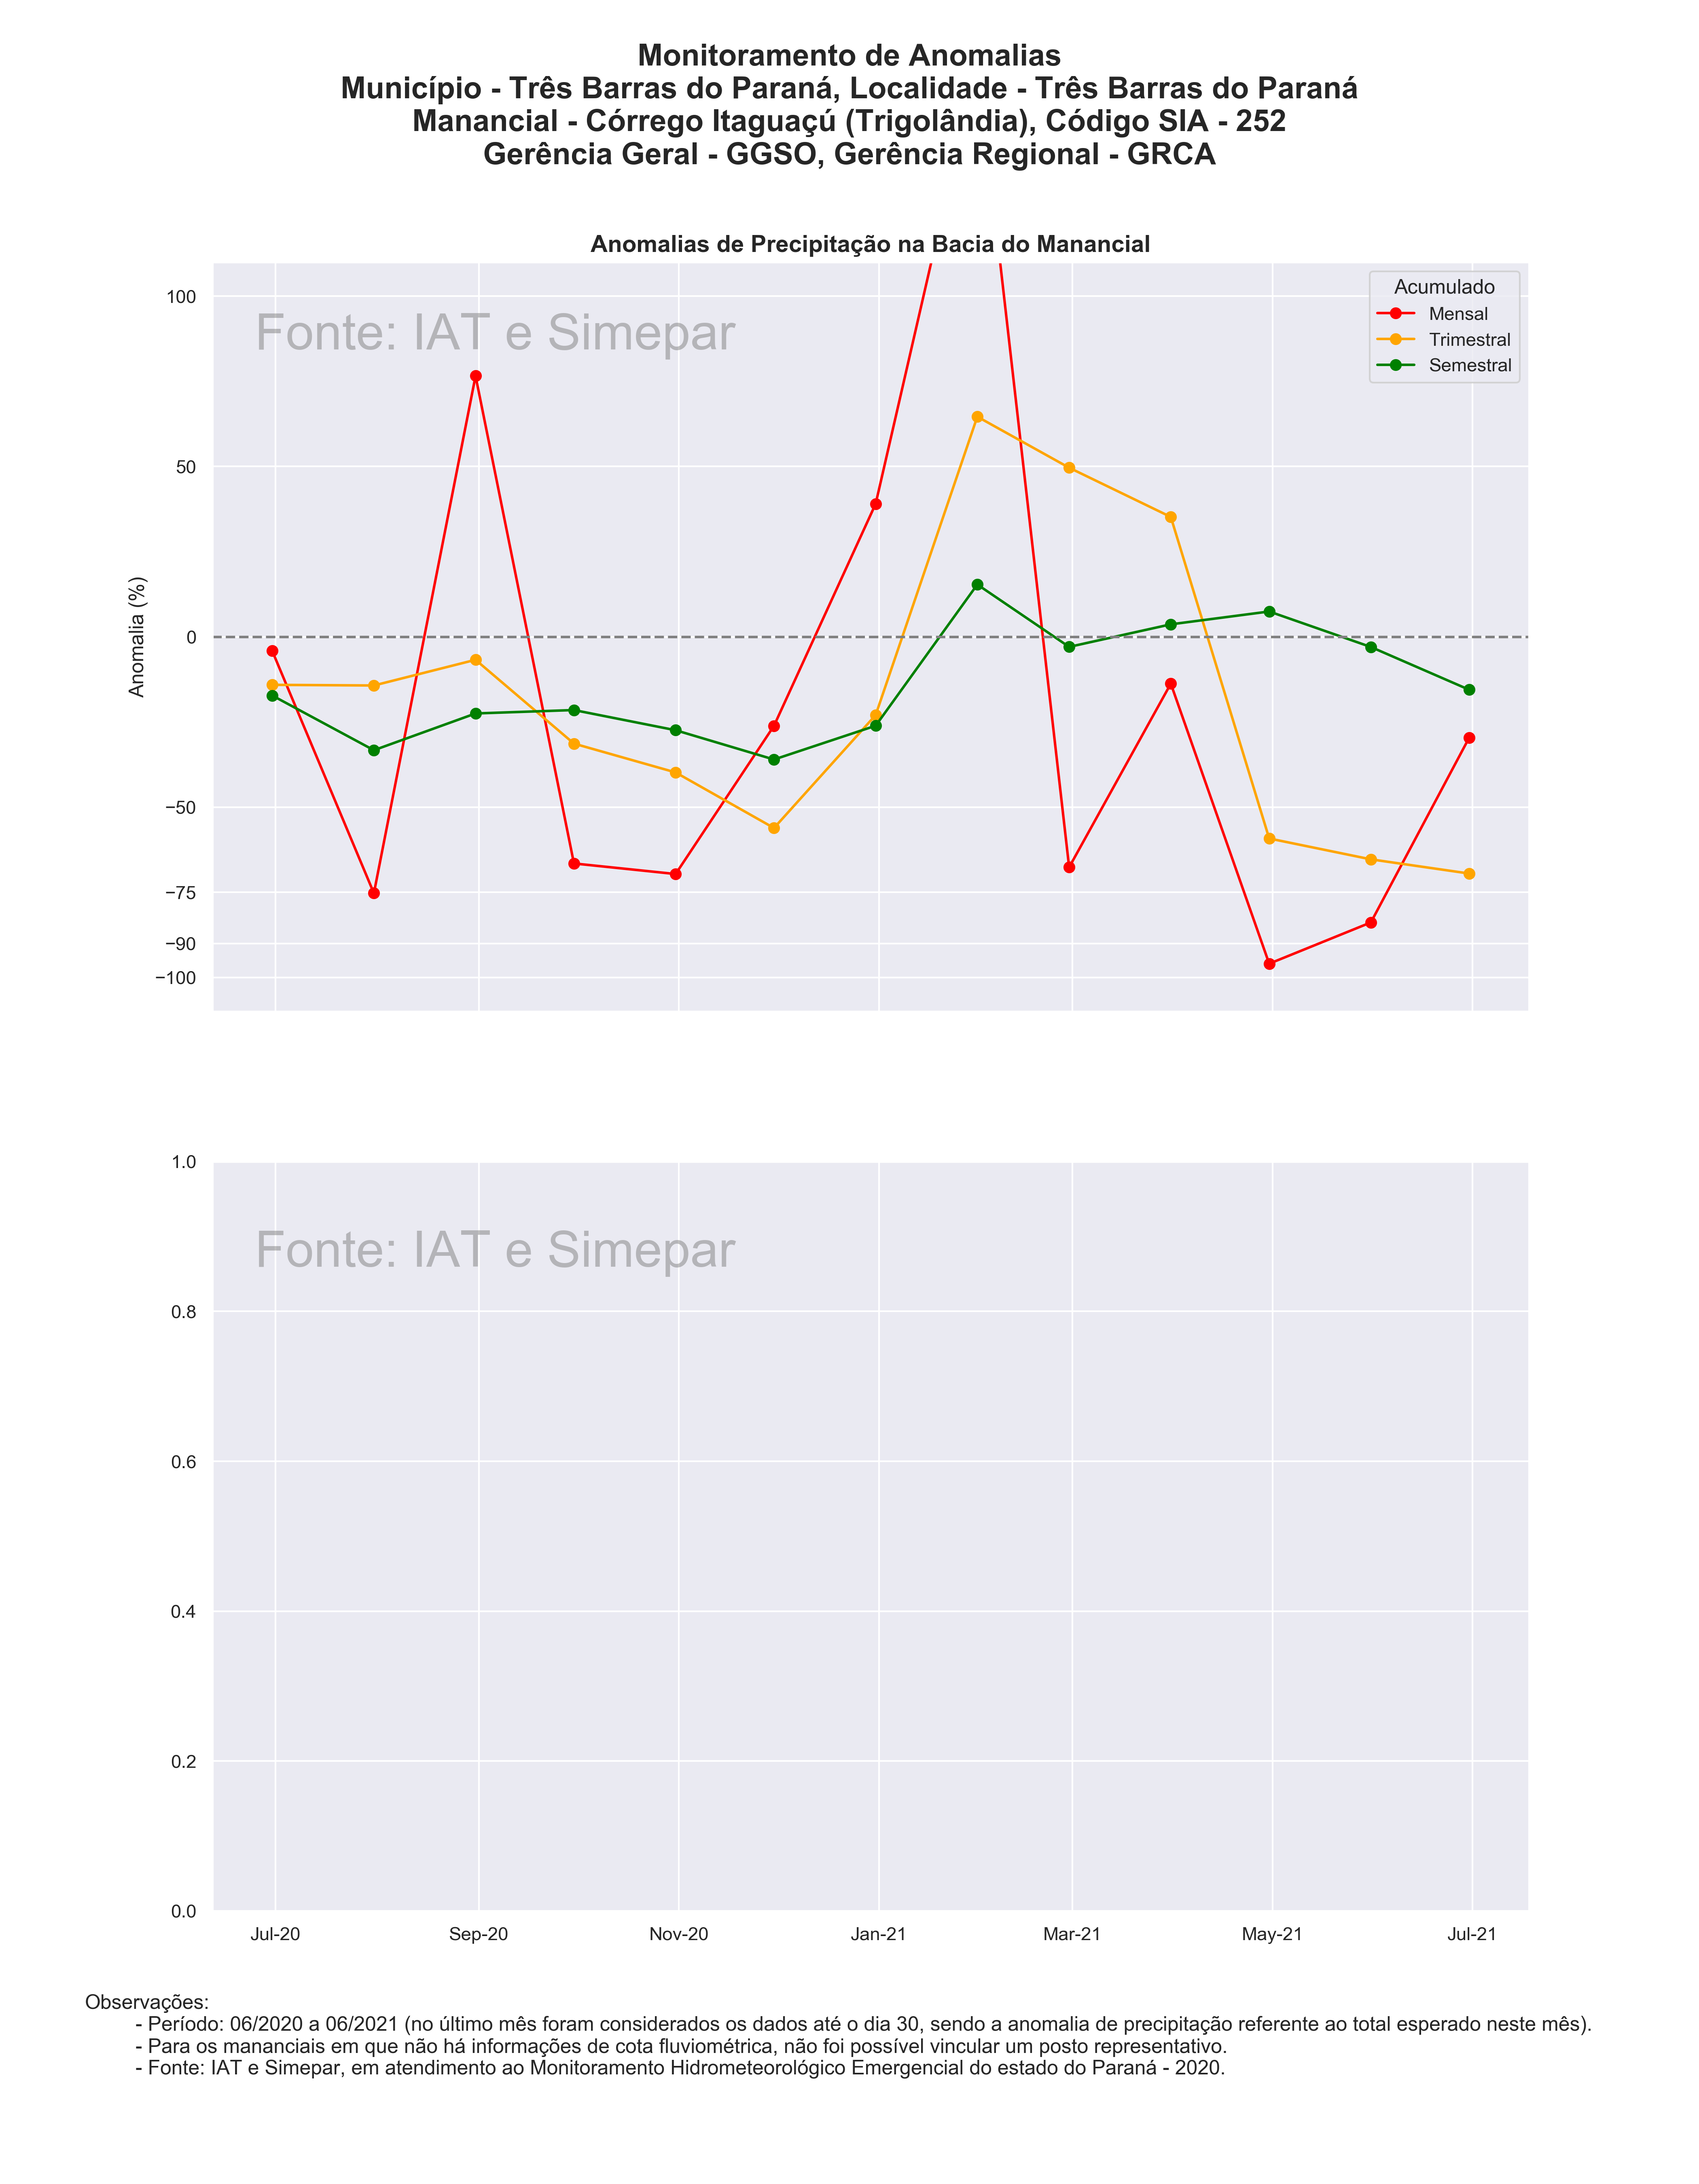 Monitoramento de Anomalias
Município - Três Barras do Paraná, Localidade - Três Barras do Paraná
Manancial - Córrego Itaguaçú (Trigolândia), Código SIA - 252
Gerência Geral - GGSO, Gerência Regional - GRCA
Anomalias de Precipitação na Bacia do Manancial
Fonte: IAT e Simepar
Acumulado
Mensal
Trimestral
Semestral
Anomalia (%)
100
50
0
−50
−75
−90
−100
Fonte: IAT e Simepar
1.0
0.8
0.6
0.4
0.2
0.0
Jul-20 Sep-20 Nov-20 Jan-21 Mar-21 May-21 Jul-21
Observações:
- Período: 06/2020 a 06/2021 (no último mês foram considerados os dados até o dia 30, sendo a anomalia de precipitação referente ao total esperado neste mês).
- Para os mananciais em que não há informações de cota fluviométrica, não foi possível vincular um posto representativo.
- Fonte: IAT e Simepar, em atendimento ao Monitoramento Hidrometeorológico Emergencial do estado do Paraná - 2020.